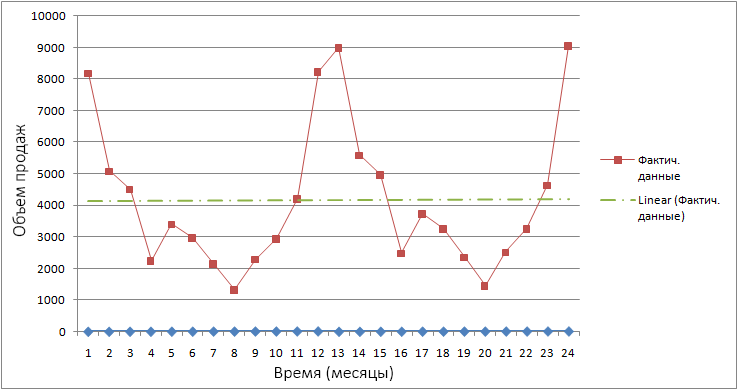 10000
9000
8000
7000
6000
5000
4000
3000
2000
1000
0
Объем продаж
1 2 3 4 5 6 7 8 9 10 11 12 13 14 15 16 17 18 19 20 21 22 23 24
Время (месяцы)
Фактич.
данные
Linear (Фактич.
данные)